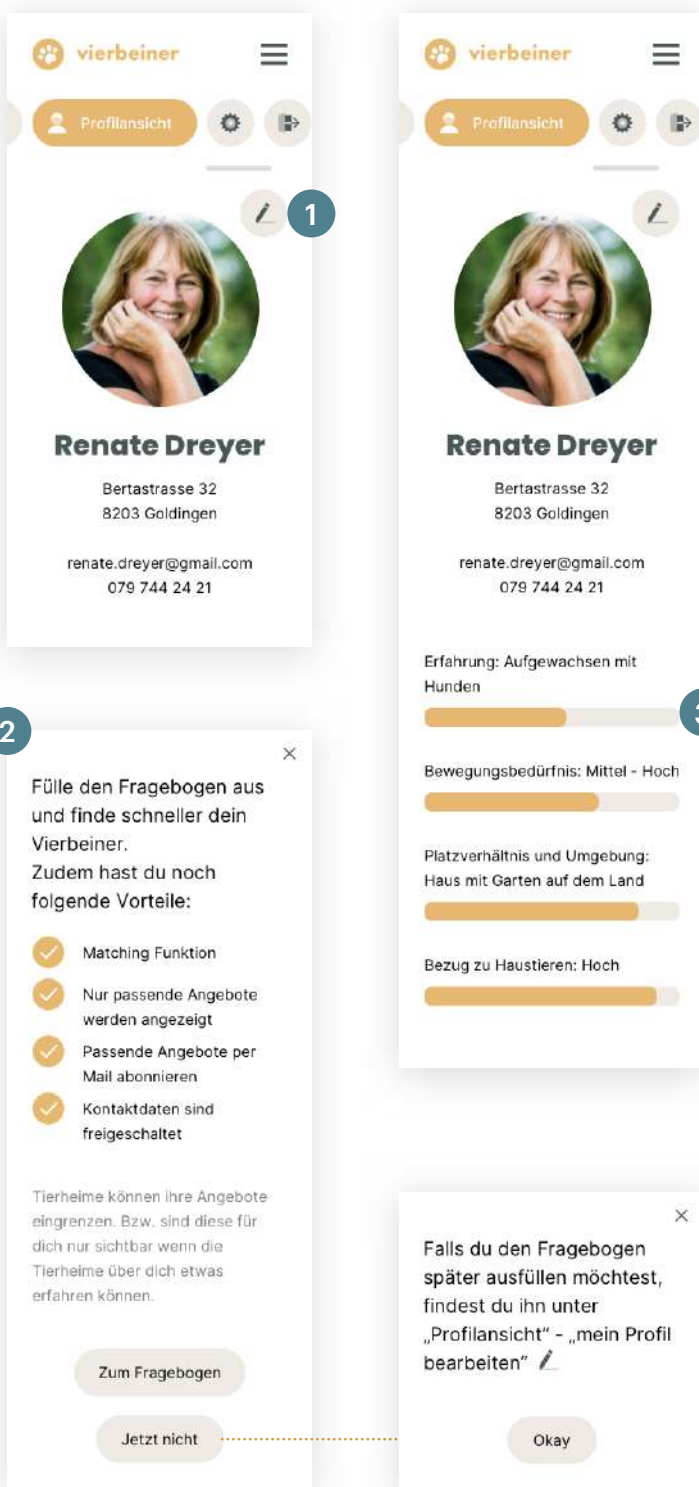 vierbeiner
Profilansicht
1
Renate Dreyer
Bertastrasse 32
8203 Goldingen
renate.dreyer@gmail.com
079 744 24 21
2
Fülle den Fragebogen aus
und finde schneller dein
Vierbeiner.
Zudem hast du noch
folgende Vorteile:
Matching Funktion
Nur passende Angebote
werden angezeigt
Passende Angebote per
Mail abonnieren
Kontaktdaten sind
freigeschaltet
Tierheime können ihre Angebote
eingrenzen. Bzw. sind diese für
dich nur sichtbar wenn die
Tierheime über dich etwas
erfahren können.
Zum Fragebogen
Jetzt nicht
vierbeiner
Profilansicht
Renate Dreyer
Bertastrasse 32
8203 Goldingen
renate.dreyer@gmail.com
079 744 24 21
Erfahrung: Aufgewachsen mit
Hunden
3
Bewegungsbedürfnis: Mittel - Hoch
Platzverhältnis und Umgebung:
Haus mit Garten auf dem Land
Bezug zu Haustieren: Hoch
Falls du den Fragebogen
später ausfüllen möchtest,
findest du ihn unter
„Profilansicht“ - „mein Profil
bearbeiten“
Okay